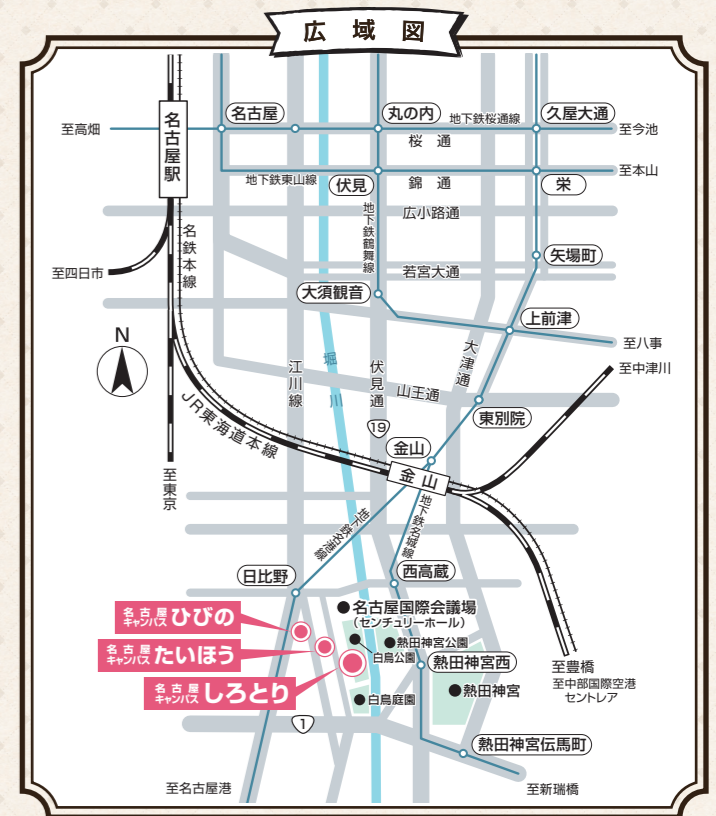 広域図
名古屋駅
名古屋
丸の内
地下鉄桜通線
久屋大通
至高畑
至今池
桜通
至本山
地下鉄東山線
伏見
錦通
栄
名鉄本線
地下鉄鶴舞線
広小路通
矢場町
至四日市
若宮大通
大須観音
上前津
N
至八事
江川線
堀川
伏見通
大津通
至中津川
山王通
JR東海道本線
19
東別院
金山
金山
至東京
地下鉄名港線
地下鉄名城線
日比野
西高蔵
名古屋国際会議場
(センチュリーホール)
名古屋
キャンパス ひびの
熱田神宮公園
白鳥公園
名古屋
キャンパス たいほう
熱田神宮西
至豊橋
至中部国際空港
セントレア
名古屋
キャンパス しろとり
白鳥庭園
熱田神宮
1
熱田神宮伝馬町
至名古屋港
至新瑞橋